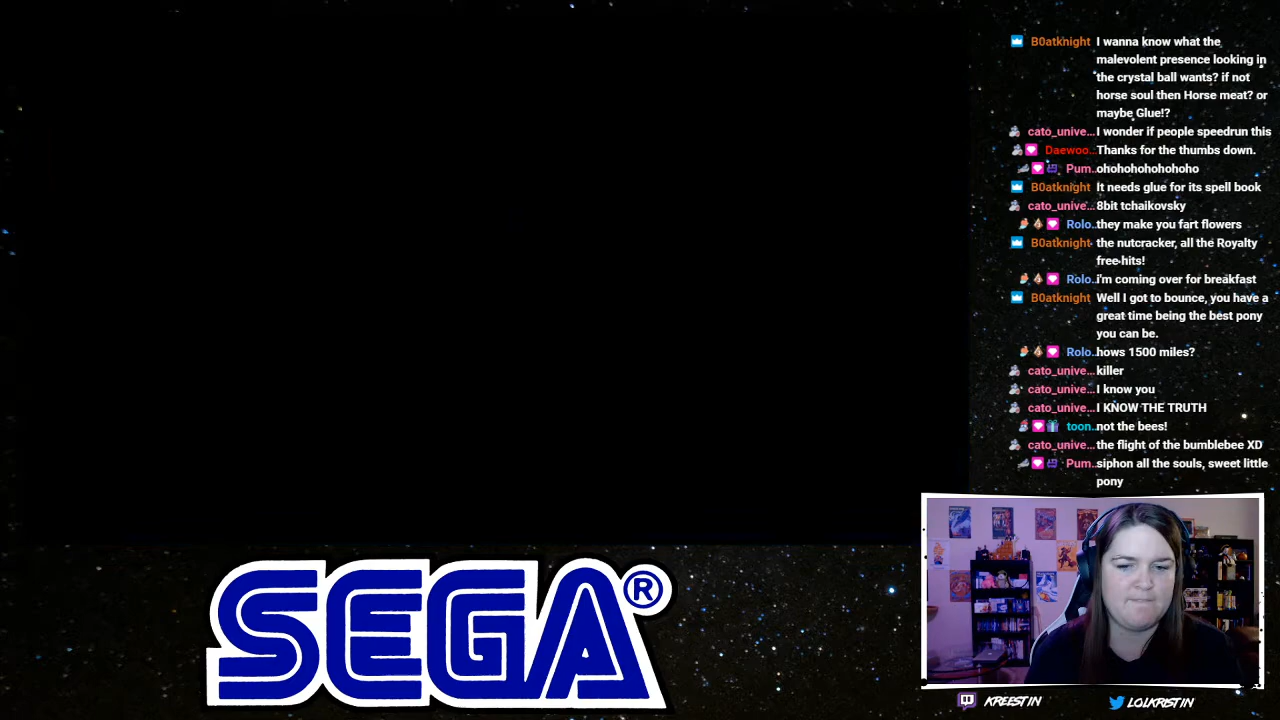 B0atknight I wanna know what the
malevolent presence looking in
the crystal ball wants? if not
horse soul then Horse meat? or
maybe Glue!?
cato_unive... I wonder if people speedrun this
Daewoo... Thanks for the thumbs down.
Pum... ohohohohohohoho
B0atknight It needs glue for its spell book
cato_unive... 8bit tchaikovsky
Rolo... they make you fart flowers
B0atknight the nutcracker, all the Royalty
free hits!
Rolo... i'm coming over for breakfast
B0atknight Well I got to bounce, you have a
great time being the best pony
you can be.
Rolo... hows 1500 miles?
cato_unive... killer
cato_unive... I know you
cato_unive... I KNOW THE TRUTH
toon... not the bees!
cato_unive... the flight of the bumblebee XD
Pum... siphon all the souls, sweet little
pony
SEGA®
KREESTIN
LOLKRISTIN